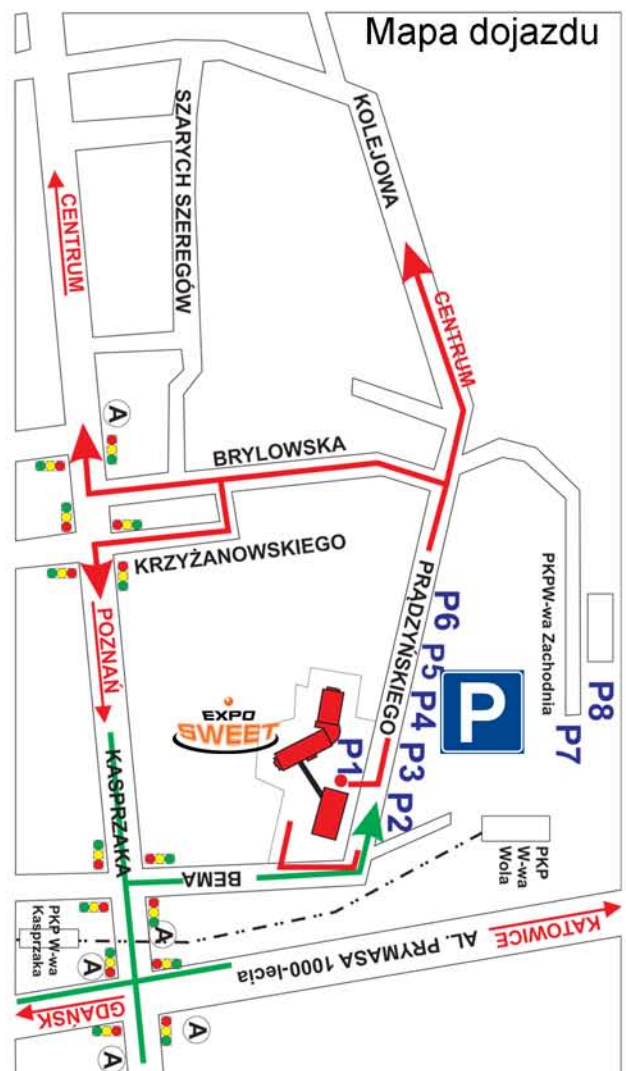 Mapa dojazdu
KOLEJOWA
SZARYCH SZEREGÓW
CENTRUM
CENTRUM
A
BRYLOWSKA
KRZYŻANOWSKIEGO
POZNAŃ
PRĄDZYŃSKIEGO
PKPW-wa Zachodnia
P6
P5
P4
P3
P2
P
P8
P7
EXPO
SWEET
P1
KASPRZAKA
BEMA
PKP
W-wa
Wola
KATOWICE
AL. PRYMASA 1000-lecia
PKP W-wa
Kasprzaka
A
A
GDAŃSK
A
A